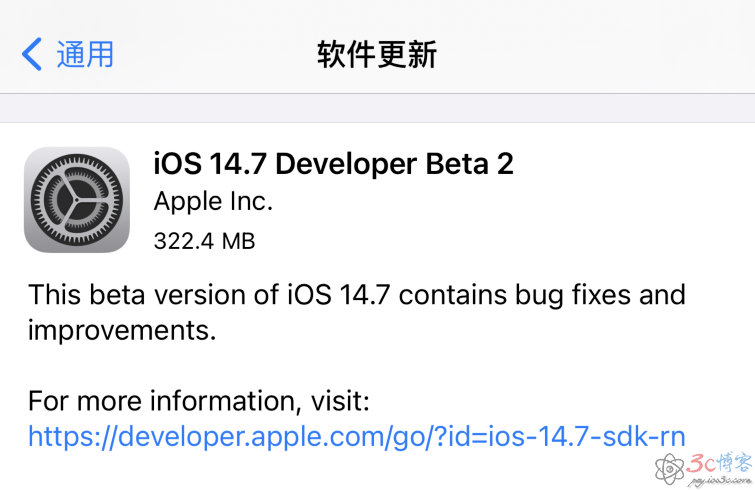 通用
软件更新
iOS 14.7 Developer Beta 2
Apple Inc.
322.4 MB
This beta version of iOS 14.7 contains bug fixes and
improvements.
For more information, visit:
https://developer.apple.com/go/?id=ios-14.7-sdk-rn
3c博客